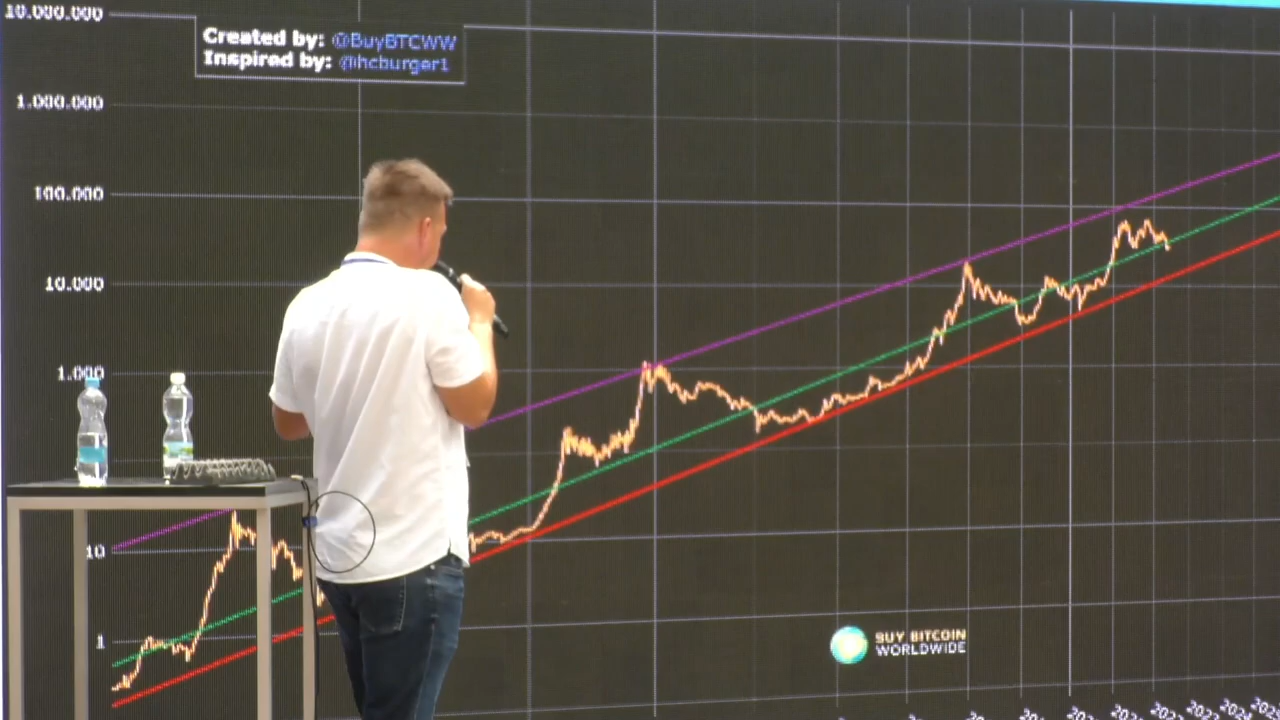 10.000.000
Created by: @BuyBTCWW
Inspired by: @hcburger1
1.000.000
100.000
10.000
1.000
10
1
BUY BITCOIN
WORLDWIDE